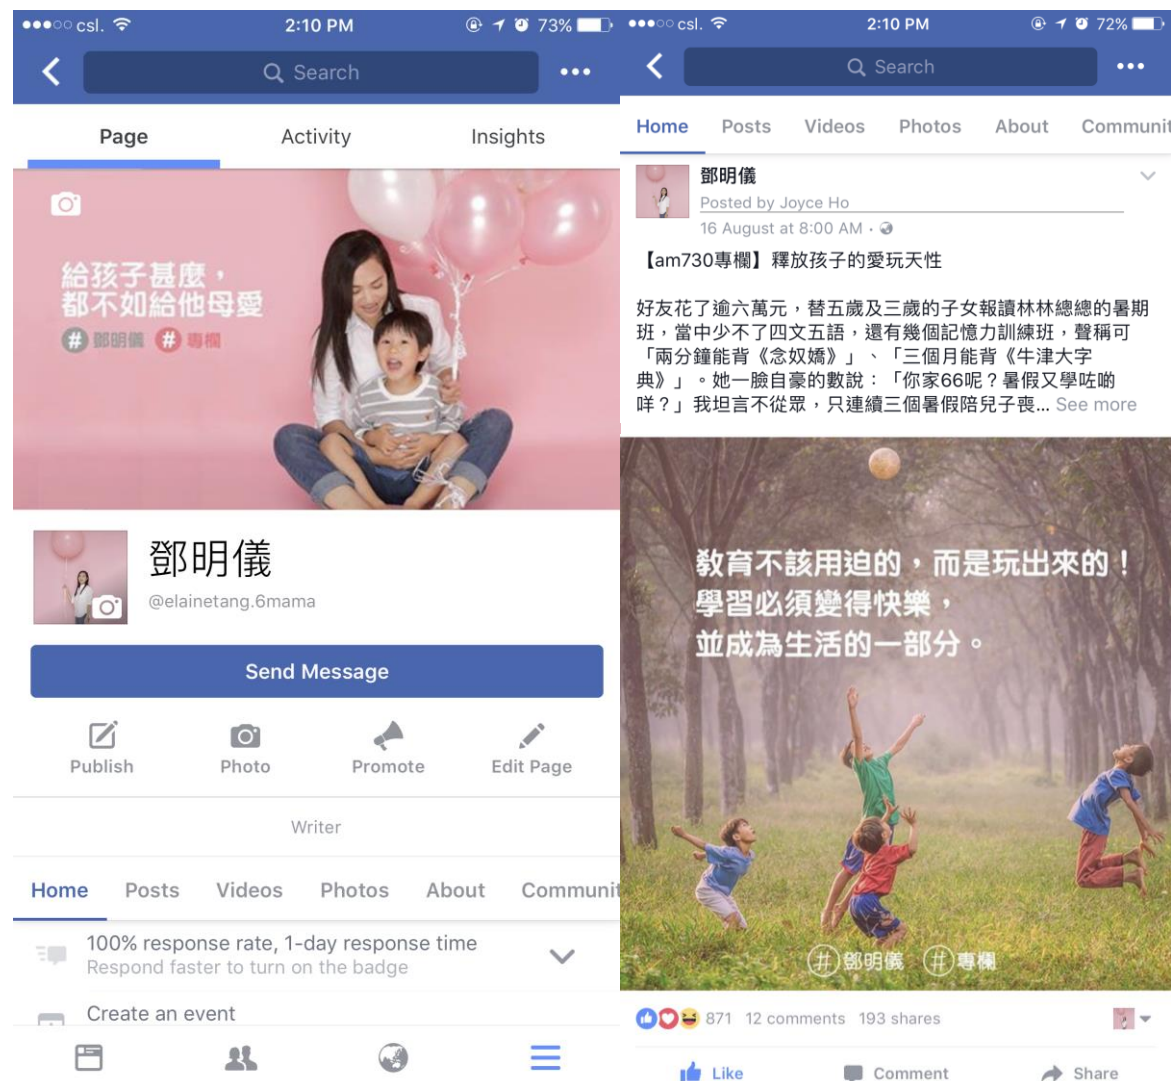 csl. 2:10 PM 73%
Search
Page Activity Insights
給孩子甚麼，
都不如給他母愛
# 鄧明儀 # 專欄
鄧明儀
@elainetang.6mama
Send Message
Publish Photo Promote Edit Page
Writer
Home Posts Videos Photos About Communit
100% response rate, 1-day response time
Respond faster to turn on the badge
Create an event
csl. 2:10 PM 72%
Search
Home Posts Videos Photos About Communit
鄧明儀
Posted by Joyce Ho
16 August at 8:00 AM ·
【am730專欄】釋放孩子的愛玩天性
好友花了逾六萬元，替五歲及三歲的子女報讀林林總總的暑期
班，當中少不了四文五語，還有幾個記憶力訓練班，聲稱可
「兩分鐘能背《念奴嬌》」、「三個月能背《牛津大字
典》」。她一臉自豪的數說：「你家66呢？暑假又學咗啲
咩？」我坦言不從眾，只連續三個暑假陪兒子喪... See more
教育不該用迫的，而是玩出來的！
學習必須變得快樂，
並成為生活的一部分。
# 鄧明儀 # 專欄
871 12 comments 193 shares
Like Comment Share